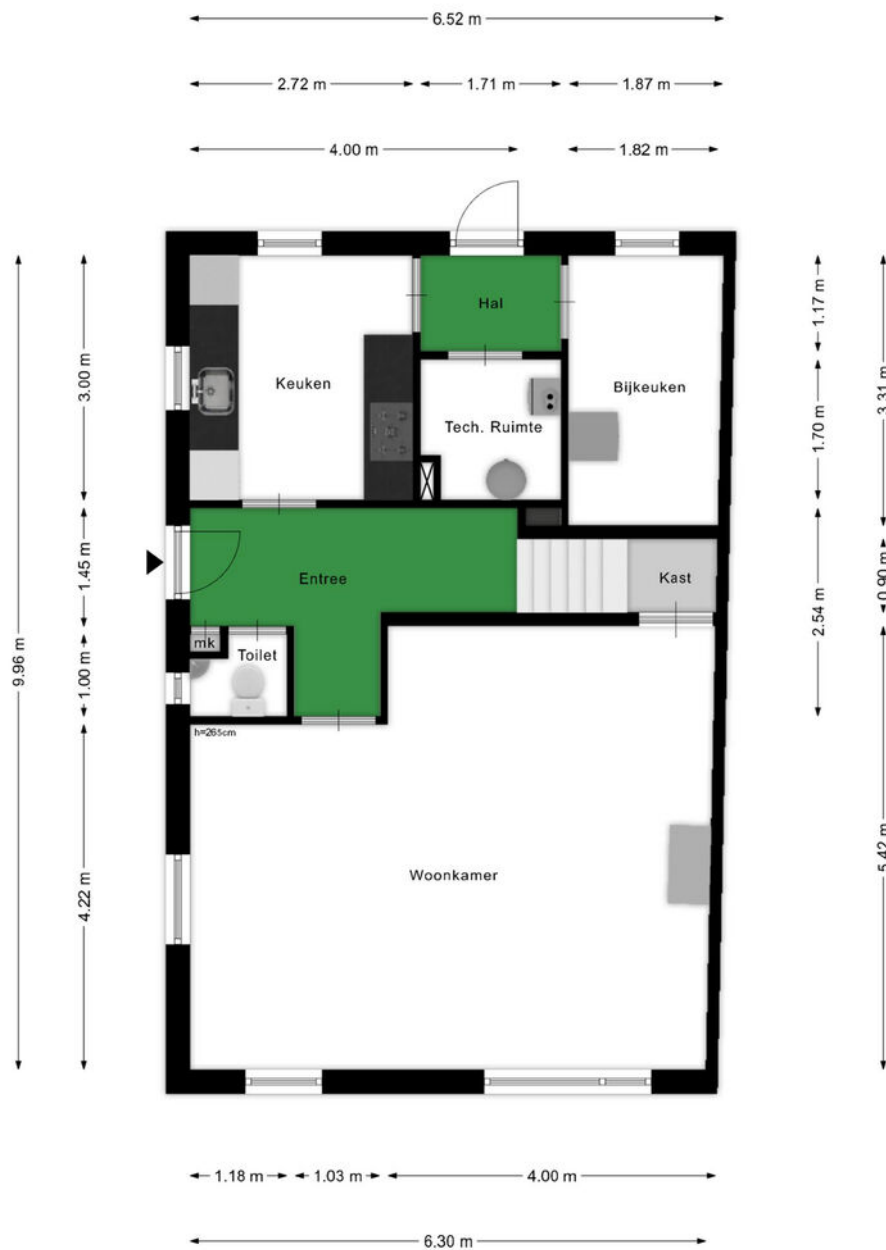 6.52 m
2.72 m
1.71 m
1.87 m
4.00 m
1.82 m
Hal
Keuken
Bijkeuken
Tech. Ruimte
Entree
Kast
mk
Toilet
h=265cm
Woonkamer
9.96 m
3.00 m
1.45 m
1.00 m
4.22 m
1.17 m
1.70 m
2.54 m
3.31 m
0.90 m
5.42 m
1.18 m
1.03 m
4.00 m
6.30 m